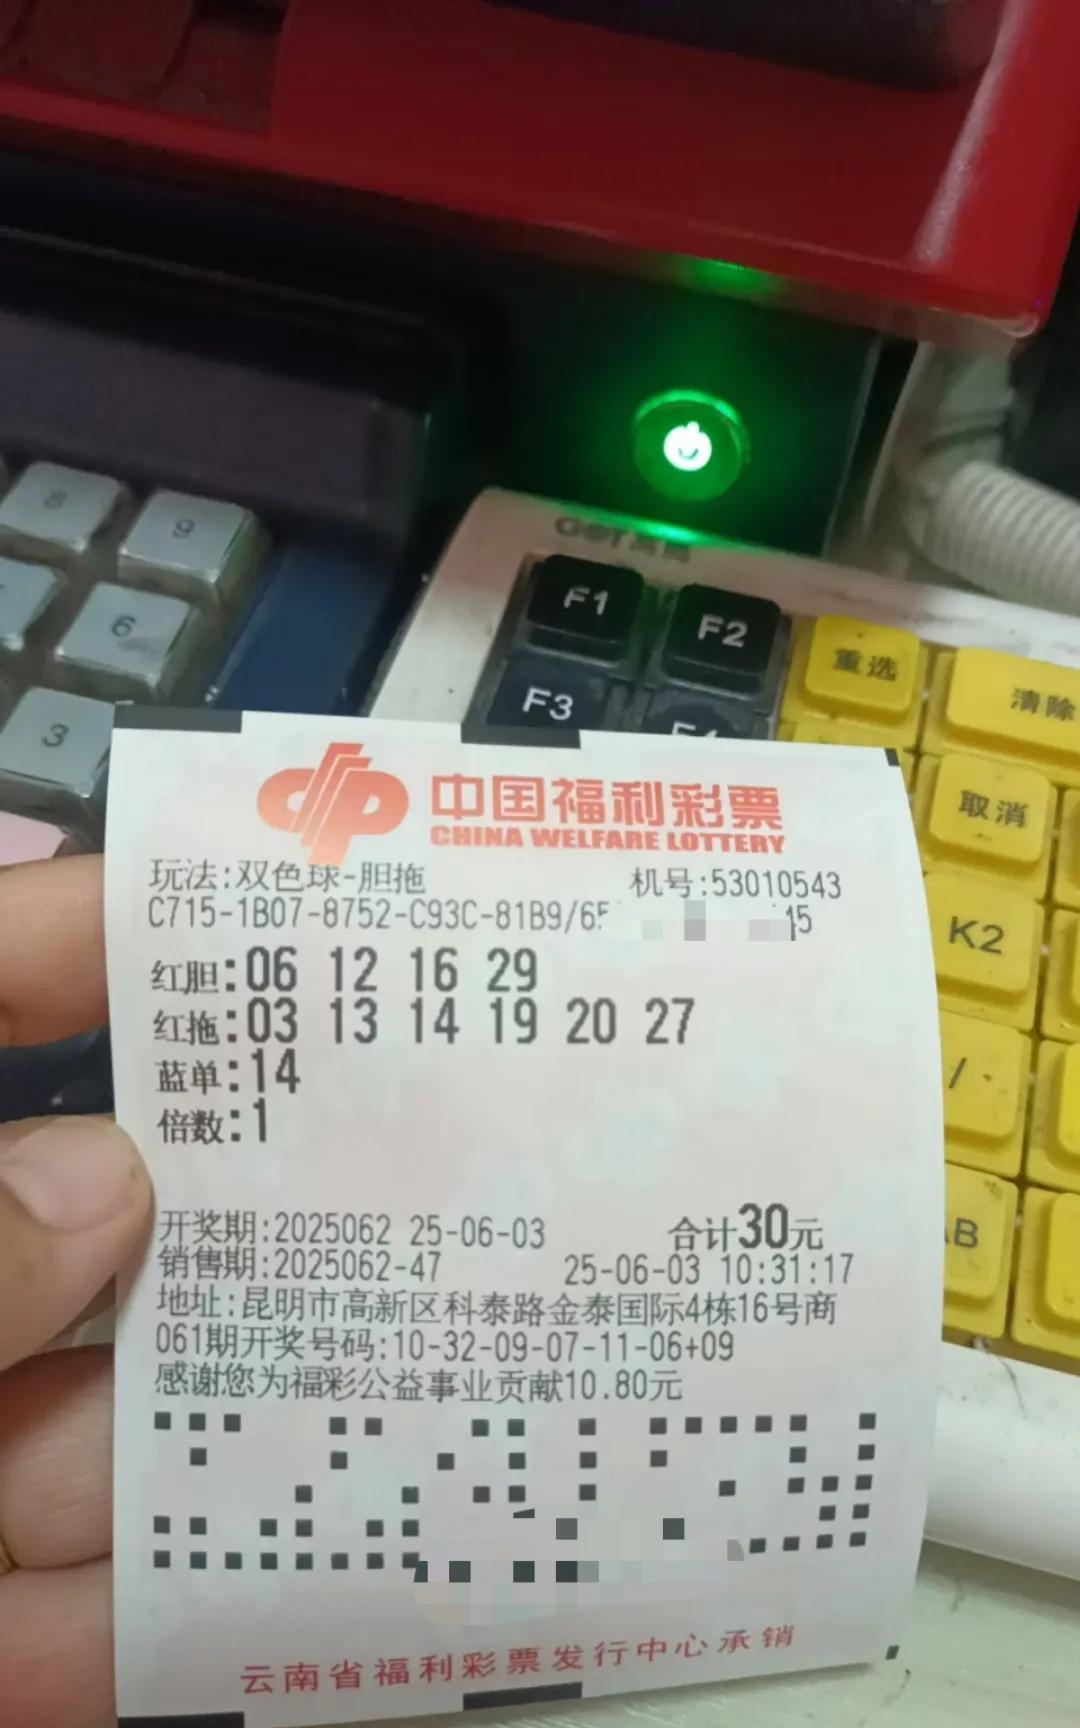 8
9
6
3
F1
F2
F3
重选
清除
取消
K2
/
中国福利彩票
CHINA WELFARE LOTTERY
玩法:双色球-胆拖 机号:53010543
C715-1B07-8752-C93C-81B9/65 45
红胆:06 12 16 29
红拖:03 13 14 19 20 27
蓝单:14
倍数:1
开奖期:2025062 25-06-03 合计30元
销售期:2025062-47 25-06-03 10:31:17
地址:昆明市高新区科泰路金泰国际4栋16号商
061期开奖号码:10-32-09-07-11-06+09
感谢您为福彩公益事业贡献10.80元
云南省福利彩票发行中心承销